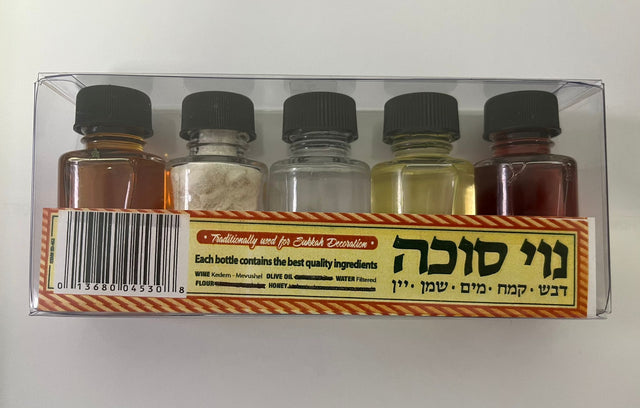 Traditionally used for Sukkah Decoration
Each bottle contains the best quality ingredients
WINE Kedem - Mevushel OLIVE OIL WATER Filtered
FLOUR HONEY
נוי סוכה
דבש · קמח · מים · שמן · יין
0 13680 04530 8